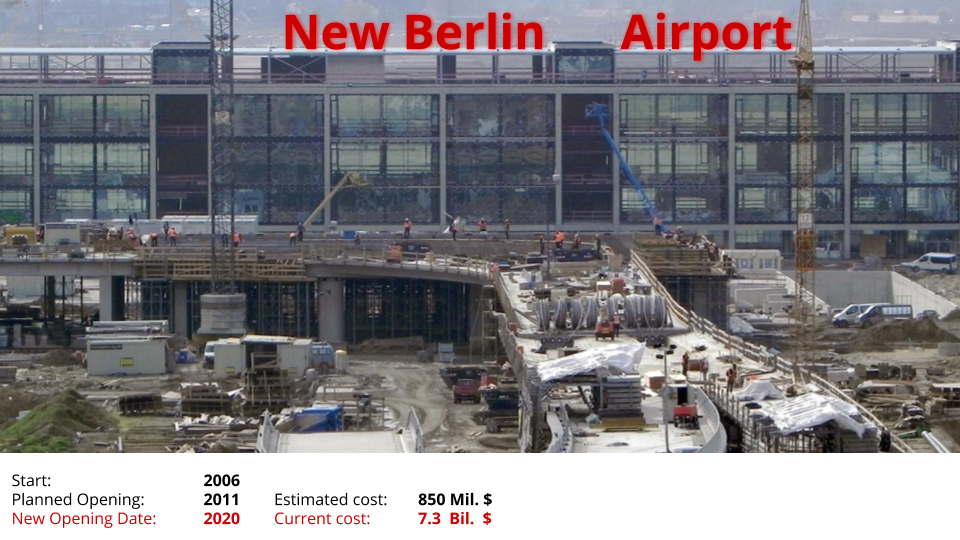 New Berlin Airport
Start: 2006
Planned Opening: 2011 Estimated cost: 850 Mil. $
New Opening Date: 2020 Current cost: 7.3 Bil. $